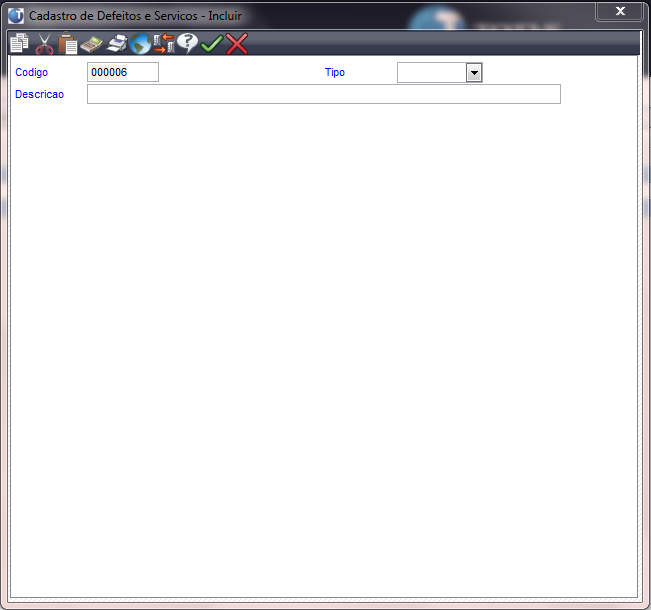 Cadastro de Defeitos e Servicos - Incluir
Codigo 000006 Tipo
Descricao